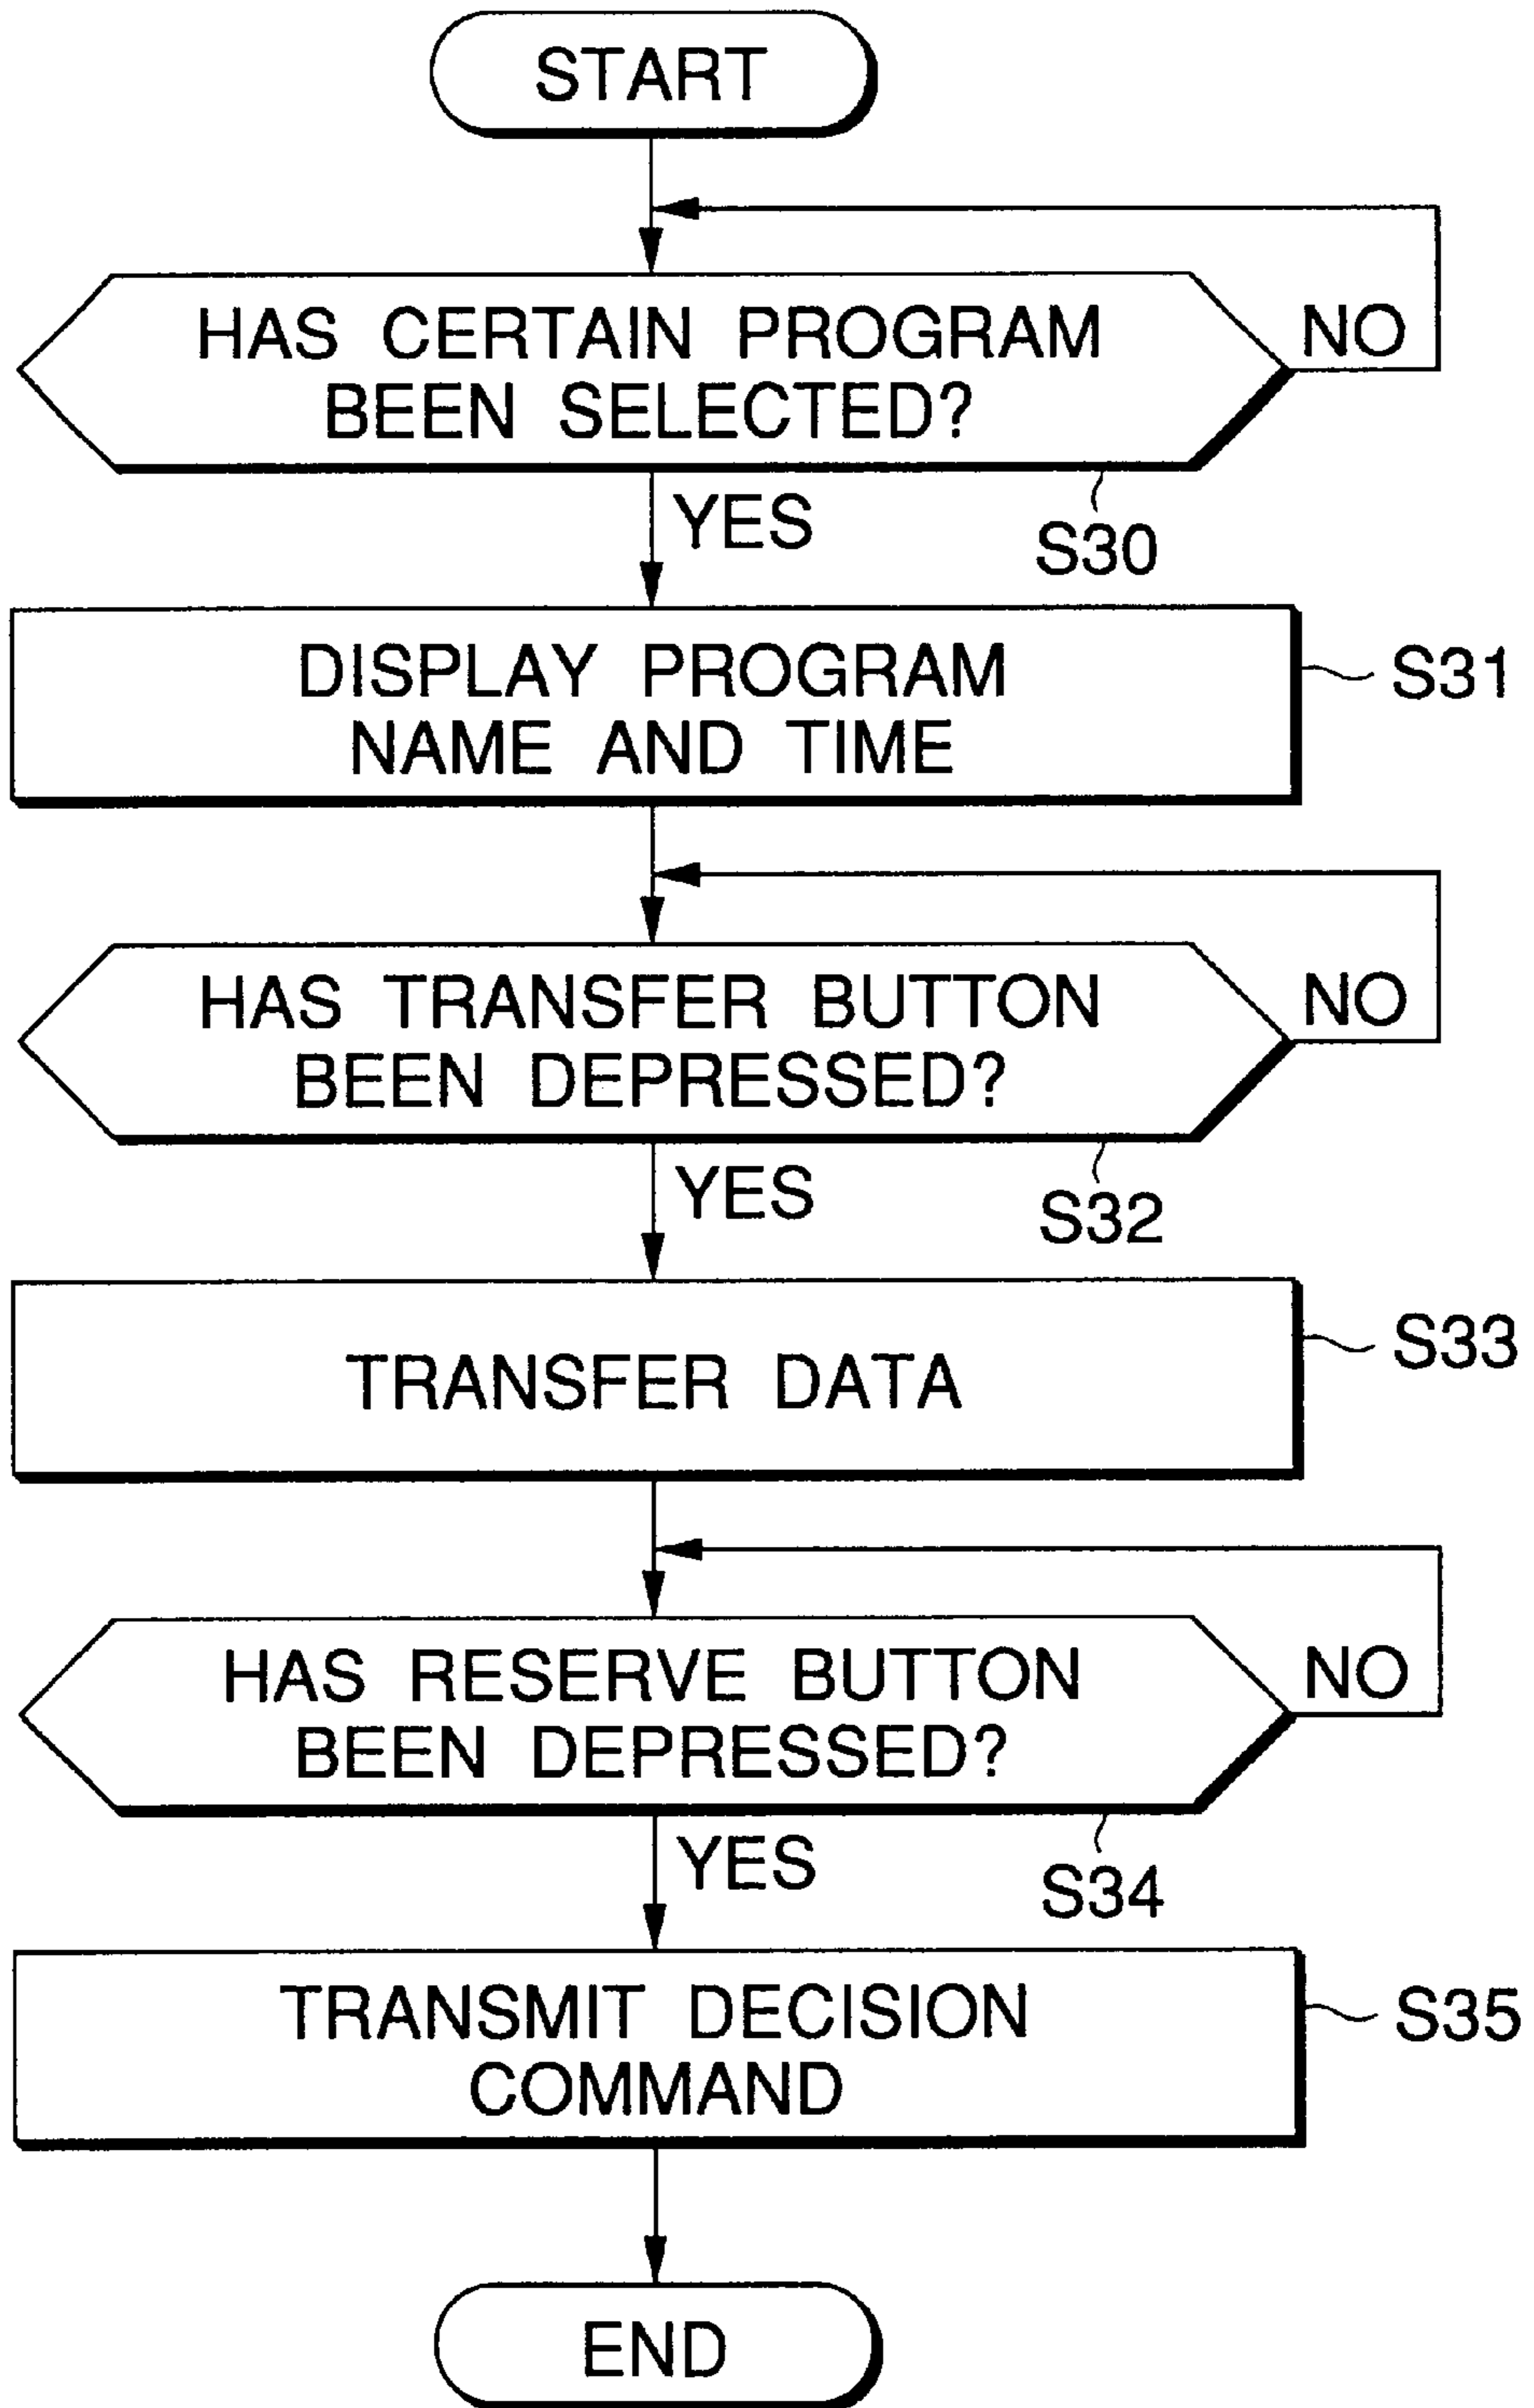 START
HAS CERTAIN PROGRAM
BEEN SELECTED?
NO
YES
S30
DISPLAY PROGRAM
NAME AND TIME
S31
HAS TRANSFER BUTTON
BEEN DEPRESSED?
NO
YES
S32
TRANSFER DATA
S33
HAS RESERVE BUTTON
BEEN DEPRESSED?
NO
YES
S34
TRANSMIT DECISION
COMMAND
S35
END